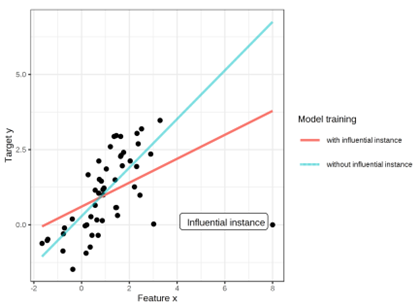 Target y
5.0
2.5
0.0
Influential instance
-2
0
2
4
6
8
Feature x
Model training
with influential instance
without influential instance